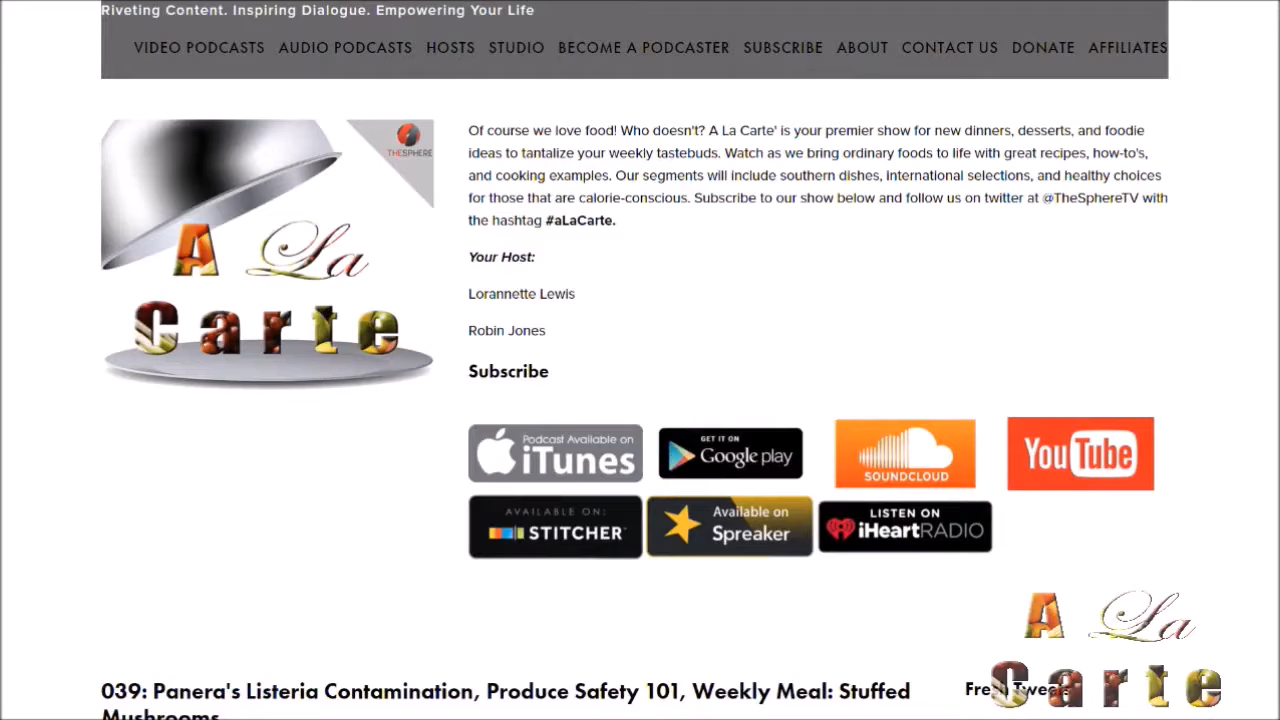 Riveting Content. Inspiring Dialogue. Empowering Your Life
VIDEO PODCASTS AUDIO PODCASTS HOSTS STUDIO BECOME A PODCASTER SUBSCRIBE ABOUT CONTACT US DONATE AFFILIATES
THESPHERE
A La
Carte
Of course we love food! Who doesn't? A La Carte' is your premier show for new dinners, desserts, and foodie
ideas to tantalize your weekly tastebuds. Watch as we bring ordinary foods to life with great recipes, how-to's,
and cooking examples. Our segments will include southern dishes, international selections, and healthy choices
for those that are calorie-conscious. Subscribe to our show below and follow us on twitter at @TheSphereTV with
the hashtag #aLaCarte.
Your Host:
Lorannette Lewis
Robin Jones
Subscribe
Podcast Available on
iTunes
GET IT ON
Google play
SOUNDCLOUD
YouTube
AVAILABLE ON:
STITCHER
Available on
Spreaker
LISTEN ON
iHeartRADIO
039: Panera's Listeria Contamination, Produce Safety 101, Weekly Meal: Stuffed
Mushrooms
Fresh Tweets
A La
Carte